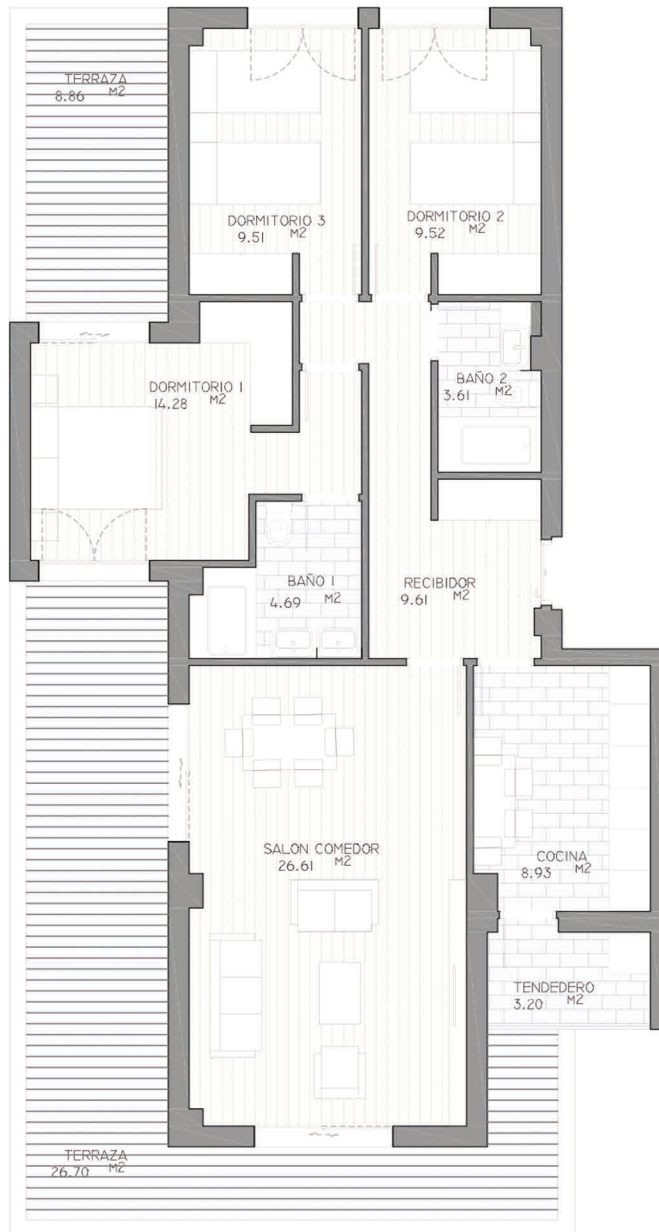 TERRAZA
8.86 M2
DORMITORIO 3
9.51 M2
DORMITORIO 2
9.52 M2
DORMITORIO 1
14.28 M2
BAÑO 2
3.61 M2
BAÑO 1
4.69 M2
RECIBIDOR
9.61 M2
SALON COMEDOR
26.61 M2
COCINA
8.93 M2
TENDEDERO
3.20 M2
TERRAZA
26.70 M2